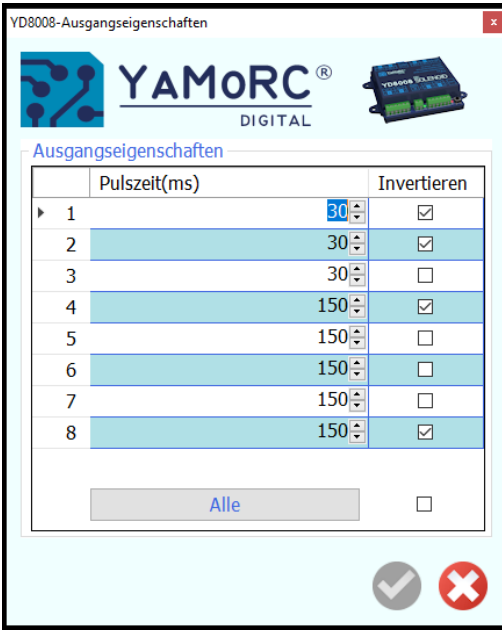 YD8008-Ausgangseigenschaften x
YAMORC®
DIGITAL
YD8008 SOLENOID
Ausgangseigenschaften
Pulszeit(ms) Invertieren
1 30
2 30
3 30
4 150
5 150
6 150
7 150
8 150
Alle